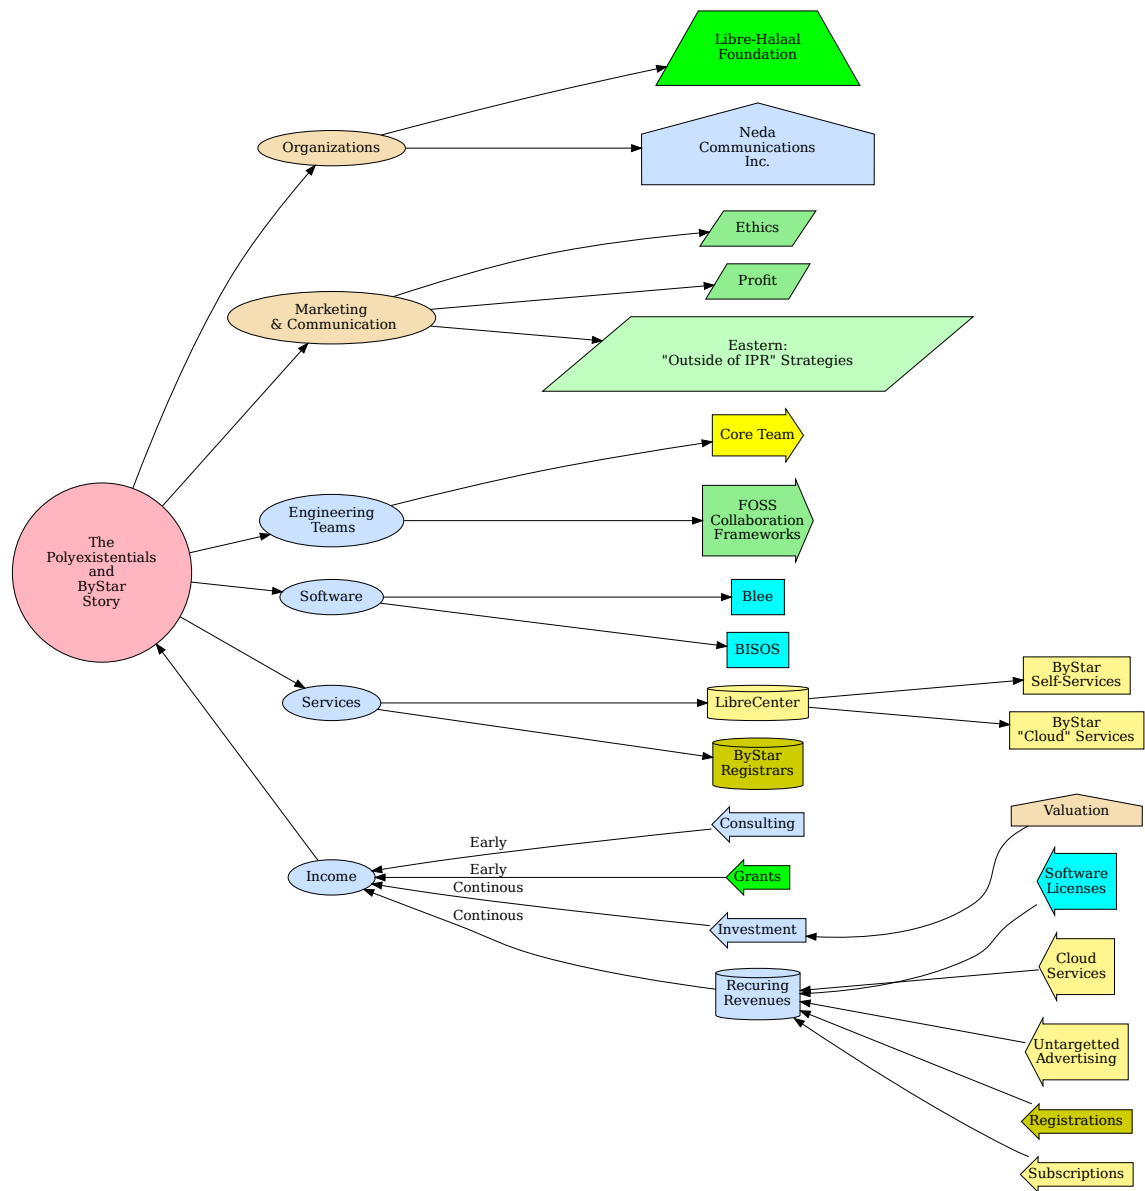 Libre-Halaal
Foundation
Organizations
Neda
Communications
Inc.
Ethics
Marketing
& Communication
Profit
Eastern:
"Outside of IPR" Strategies
Core Team
Engineering
Teams
FOSS
Collaboration
Frameworks
The
Polyexistentials
and
ByStar
Story
Software
Blee
BISOS
Services
LibreCenter
ByStar
Self-Services
ByStar
"Cloud" Services
ByStar
Registrars
Income
Early
Consulting
Early
Grants
Continous
Investment
Valuation
Continous
Recuring
Revenues
Software
Licenses
Cloud
Services
Untargetted
Advertising
Registrations
Subscriptions